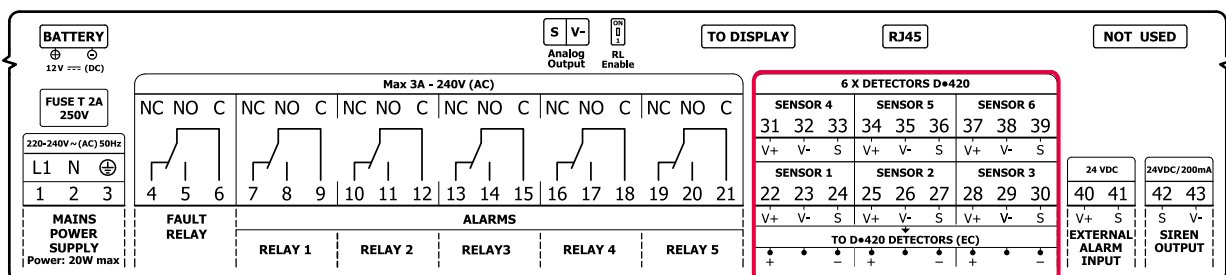 BATTERY
12V (DC)
S V-
Analog
Output
ON
1
RL
Enable
TO DISPLAY
RJ45
NOT USED
FUSE T 2A
250V
220-240V~(AC) 50Hz
L1 N
1 2 3
MAINS
POWER
SUPPLY
Power: 20W max
Max 3A - 240V (AC)
NC NO C NC NO C NC NO C NC NO C NC NO C NC NO C
4 5 6 7 8 9 10 11 12 13 14 15 16 17 18 19 20 21
FAULT
RELAY
ALARMS
RELAY 1 RELAY 2 RELAY3 RELAY 4 RELAY 5
6 X DETECTORS D•420
SENSOR 4 SENSOR 5 SENSOR 6
31 32 33 34 35 36 37 38 39
V+ V- S V+ V- S V+ V- S
SENSOR 1 SENSOR 2 SENSOR 3
22 23 24 25 26 27 28 29 30
V+ V- S V+ V- S V+ V- S
TO D•420 DETECTORS (EC)
+ − + − + −
24 VDC
40 41
V+ S
EXTERNAL
ALARM
INPUT
24VDC/200mA
42 43
S V-
SIREN
OUTPUT